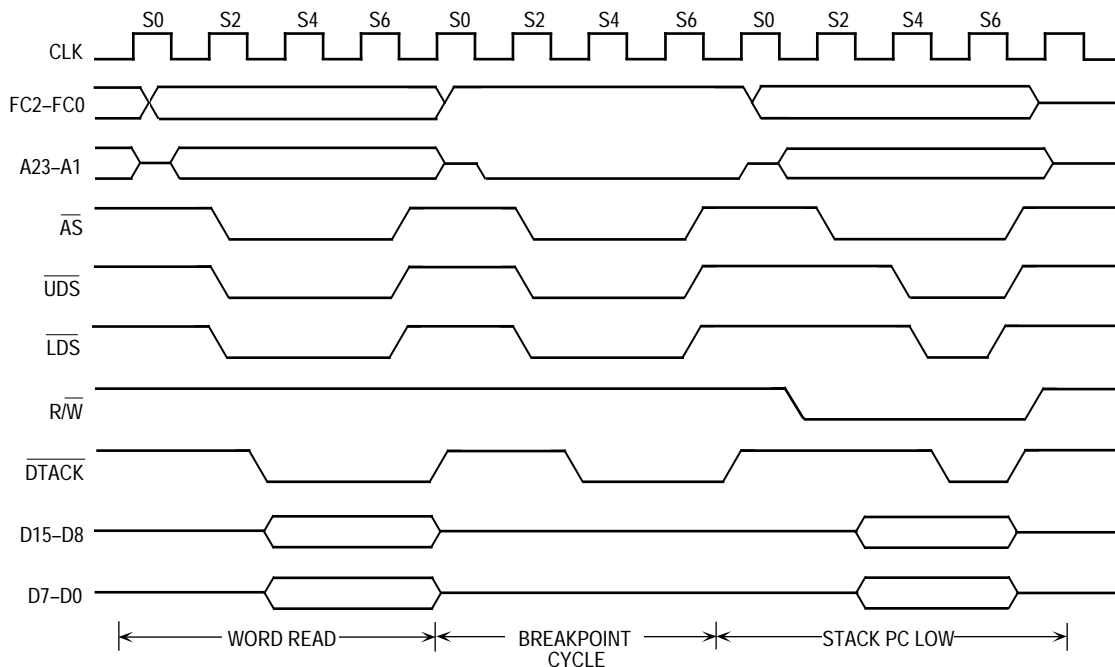 S0 S2 S4 S6 S0 S2 S4 S6 S0 S2 S4 S6
CLK
FC2–FC0
A23–A1
AS
UDS
LDS
R/W
DTACK
D15–D8
D7–D0
WORD READ
BREAKPOINT
CYCLE
STACK PC LOW